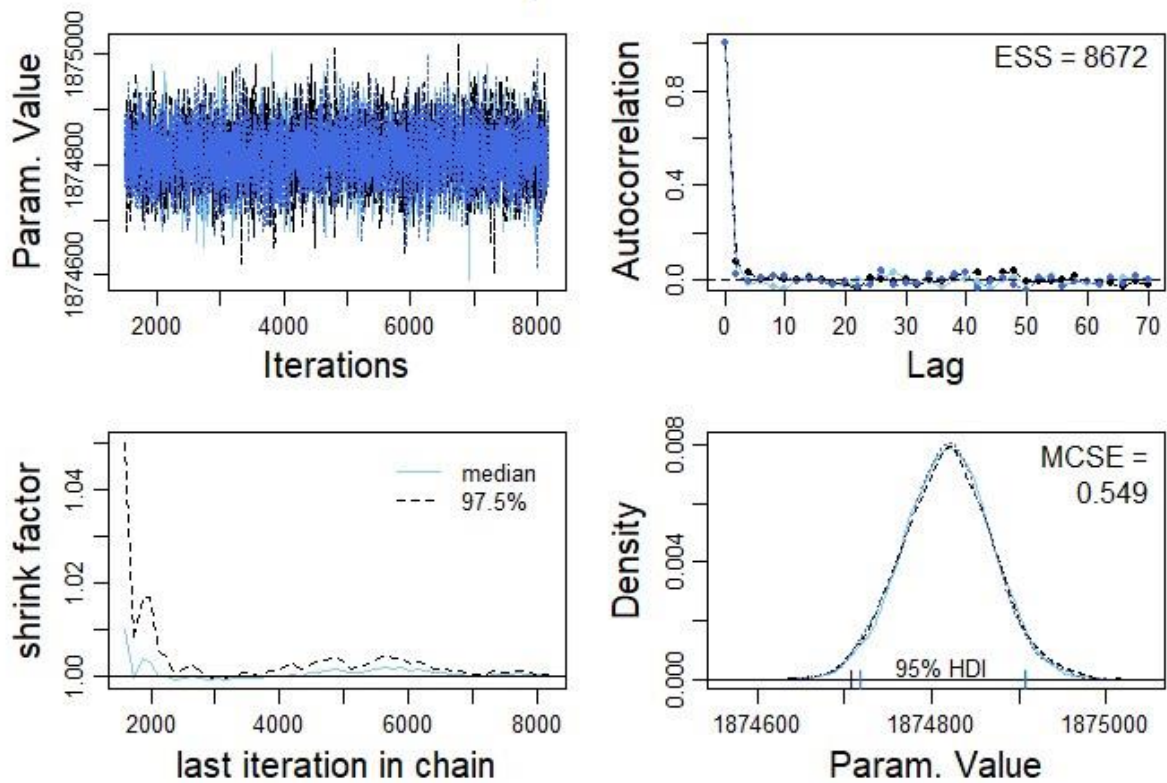 Param. Value
1874600 1874800 1875000
2000 4000 6000 8000
Iterations
Autocorrelation
0.0 0.4 0.8
ESS = 8672
0 10 20 30 40 50 60 70
Lag
shrink factor
1.00 1.02 1.04
median
97.5%
2000 4000 6000 8000
last iteration in chain
Density
0.000 0.004 0.008
MCSE =
0.549
95% HDI
1874600 1874800 1875000
Param. Value